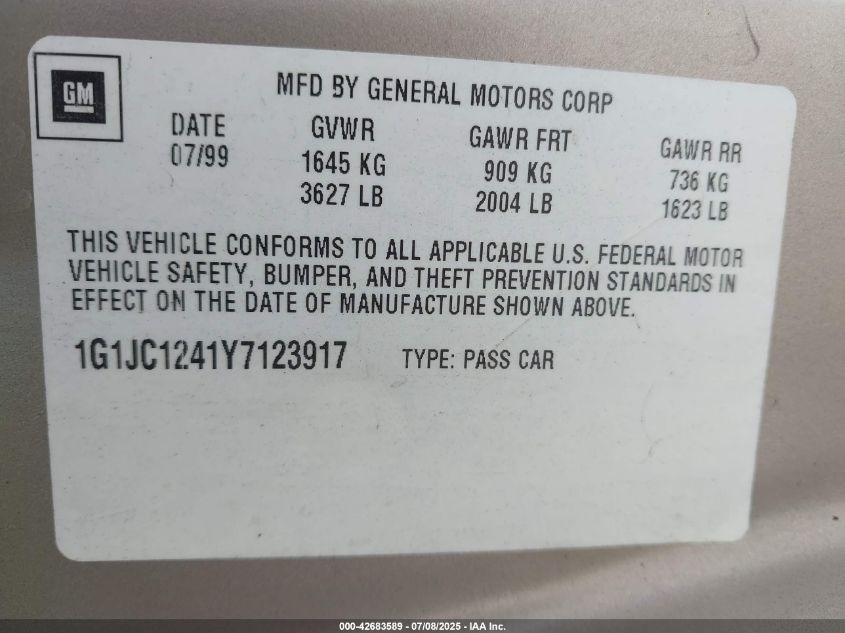 GM
MFD BY GENERAL MOTORS CORP
DATE GVWR GAWR FRT GAWR RR
07/99 1645 KG 909 KG 736 KG
3627 LB 2004 LB 1623 LB
THIS VEHICLE CONFORMS TO ALL APPLICABLE U.S. FEDERAL MOTOR
VEHICLE SAFETY, BUMPER, AND THEFT PREVENTION STANDARDS IN
EFFECT ON THE DATE OF MANUFACTURE SHOWN ABOVE.
1G1JC1241Y7123917 TYPE: PASS CAR
000-42683589 - 07/08/2025 - IAA Inc.